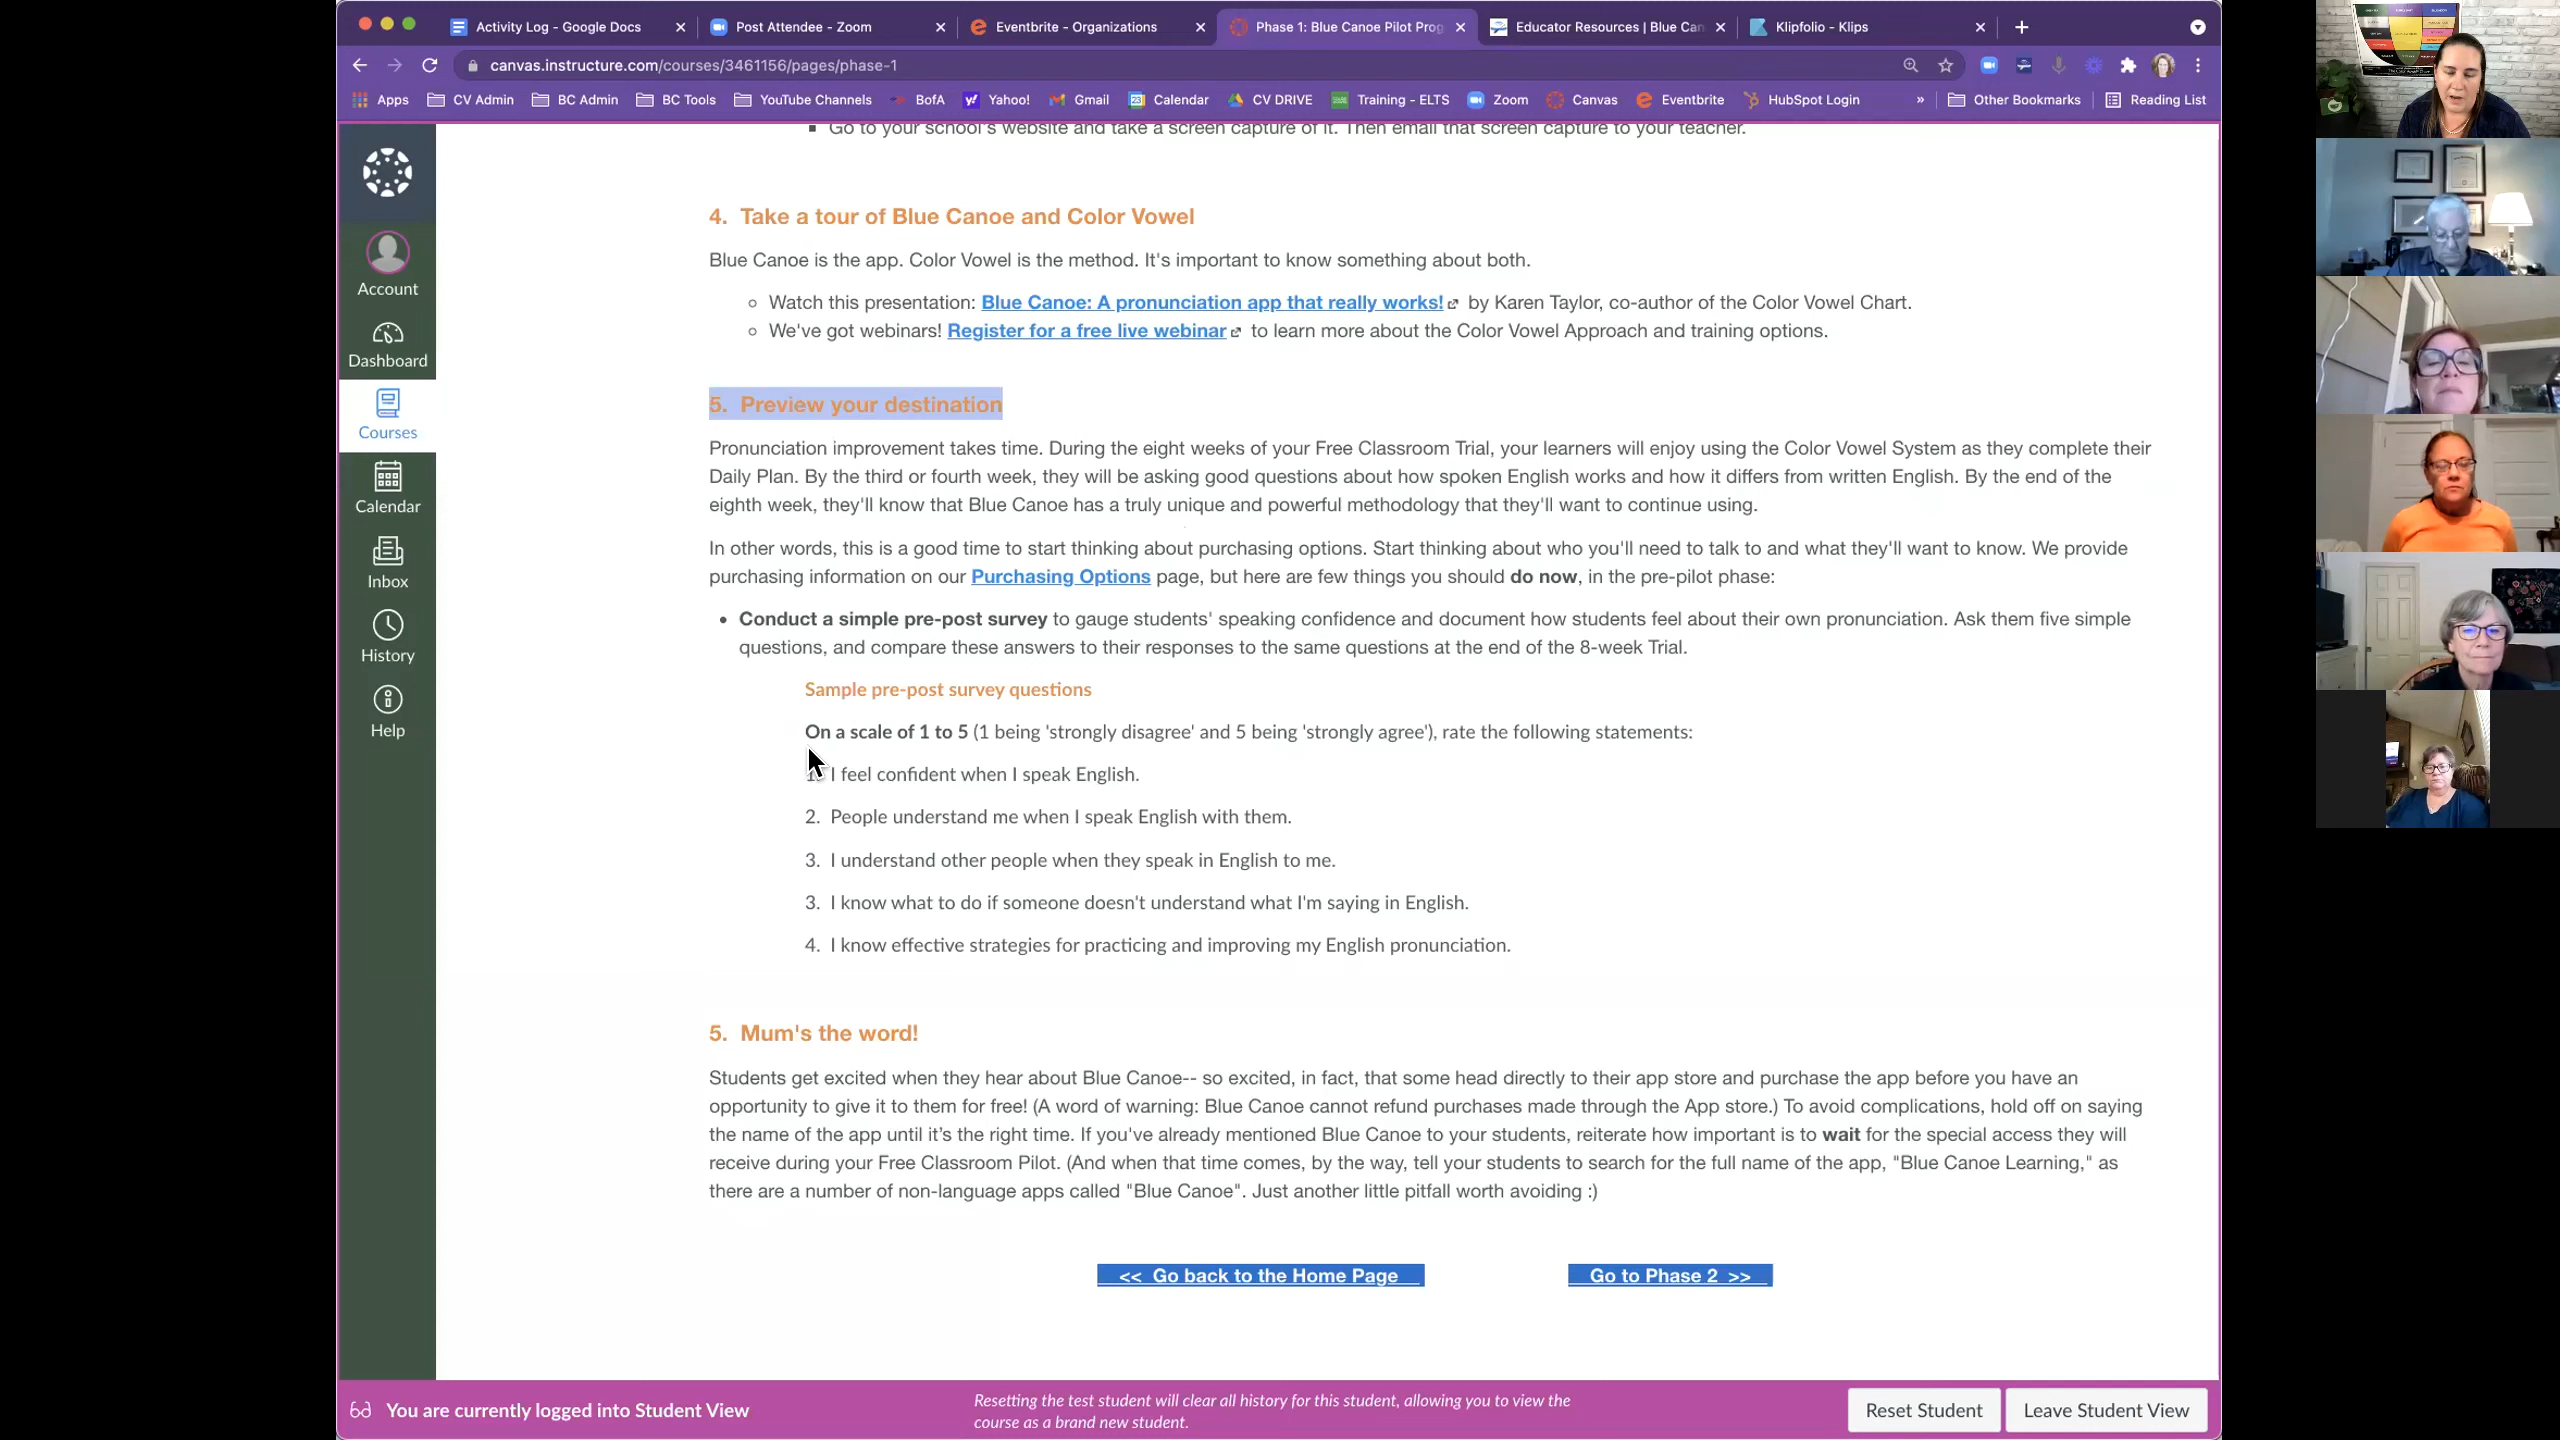 Activity Log - Google Docs
Post Attendee - Zoom
Eventbrite - Organizations
Phase 1: Blue Canoe Pilot Prog
Educator Resources | Blue Can
Klipfolio - Klips
canvas.instructure.com/courses/3461156/pages/phase-1
Apps
CV Admin
BC Admin
BC Tools
YouTube Channels
BofA
Yahoo!
Gmail
Calendar
CV DRIVE
Training - ELTS
Zoom
Canvas
Eventbrite
HubSpot Login
»
Other Bookmarks
Reading List
Account
Dashboard
Courses
Calendar
Inbox
History
Help
Go to your school's website and take a screen capture of it. Then email that screen capture to your teacher.
4. Take a tour of Blue Canoe and Color Vowel
Blue Canoe is the app. Color Vowel is the method. It's important to know something about both.
Watch this presentation: Blue Canoe: A pronunciation app that really works! by Karen Taylor, co-author of the Color Vowel Chart.
We've got webinars! Register for a free live webinar to learn more about the Color Vowel Approach and training options.
5. Preview your destination
Pronunciation improvement takes time. During the eight weeks of your Free Classroom Trial, your learners will enjoy using the Color Vowel System as they complete their
Daily Plan. By the third or fourth week, they will be asking good questions about how spoken English works and how it differs from written English. By the end of the
eighth week, they'll know that Blue Canoe has a truly unique and powerful methodology that they'll want to continue using.
In other words, this is a good time to start thinking about purchasing options. Start thinking about who you'll need to talk to and what they'll want to know. We provide
purchasing information on our Purchasing Options page, but here are few things you should do now, in the pre-pilot phase:
Conduct a simple pre-post survey to gauge students' speaking confidence and document how students feel about their own pronunciation. Ask them five simple
questions, and compare these answers to their responses to the same questions at the end of the 8-week Trial.
Sample pre-post survey questions
On a scale of 1 to 5 (1 being 'strongly disagree' and 5 being 'strongly agree'), rate the following statements:
1. I feel confident when I speak English.
2. People understand me when I speak English with them.
3. I understand other people when they speak in English to me.
3. I know what to do if someone doesn't understand what I'm saying in English.
4. I know effective strategies for practicing and improving my English pronunciation.
5. Mum's the word!
Students get excited when they hear about Blue Canoe-- so excited, in fact, that some head directly to their app store and purchase the app before you have an
opportunity to give it to them for free! (A word of warning: Blue Canoe cannot refund purchases made through the App store.) To avoid complications, hold off on saying
the name of the app until it's the right time. If you've already mentioned Blue Canoe to your students, reiterate how important is to wait for the special access they will
receive during your Free Classroom Pilot. (And when that time comes, by the way, tell your students to search for the full name of the app, "Blue Canoe Learning," as
there are a number of non-language apps called "Blue Canoe". Just another little pitfall worth avoiding :)
<< Go back to the Home Page
Go to Phase 2 >>
You are currently logged into Student View
Resetting the test student will clear all history for this student, allowing you to view the
course as a brand new student.
Reset Student
Leave Student View